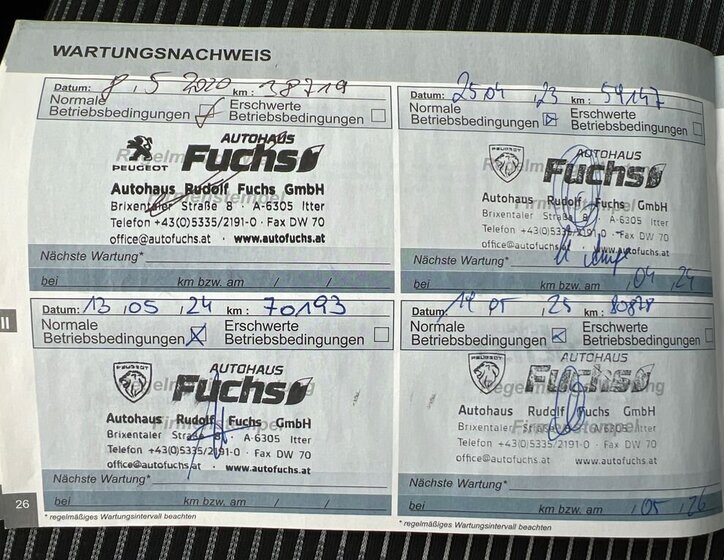 WARTUNGSNACHWEIS
Datum: 8 . 5 2020 km : 18719
Normale Betriebsbedingungen
Erschwerte Betriebsbedingungen
PEUGEOT
AUTOHAUS
Fuchs
Autohaus Rudolf Fuchs GmbH
Brixentaler Straße 8 · A-6305 Itter
Telefon +43(0)5335/2191-0 · Fax DW 70
office@autofuchs.at · www.autofuchs.at
Nächste Wartung*
bei km bzw. am / /
Datum: 25 04 , 23 km : 59147
Normale Betriebsbedingungen
Erschwerte Betriebsbedingungen
PEUGEOT
AUTOHAUS
Fuchs
Autohaus Rudolf Fuchs GmbH
Brixentaler Straße 8 · A-6305 Itter
Telefon +43(0)5335/2191-0 · Fax DW 70
office@autofuchs.at · www.autofuchs.at
Nächste Wartung*
bei km bzw. am / 04 / 24
Datum: 13 , 05 , 24 km : 70193
Normale Betriebsbedingungen
Erschwerte Betriebsbedingungen
PEUGEOT
AUTOHAUS
Fuchs
Autohaus Rudolf Fuchs GmbH
Brixentaler Straße 8 · A-6305 Itter
Telefon +43(0)5335/2191-0 · Fax DW 70
office@autofuchs.at · www.autofuchs.at
Nächste Wartung*
bei km bzw. am / /
* regelmäßiges Wartungsintervall beachten
Datum: 05 , 25 km : 80878
Normale Betriebsbedingungen
Erschwerte Betriebsbedingungen
PEUGEOT
AUTOHAUS
Fuchs
Autohaus Rudolf Fuchs GmbH
Brixentaler Straße 8 · A-6305 Itter
Telefon +43(0)5335/2191-0 · Fax DW 70
office@autofuchs.at · www.autofuchs.at
Nächste Wartung*
bei km bzw. am / 05 / 26
* regelmäßiges Wartungsintervall beachten
II
26